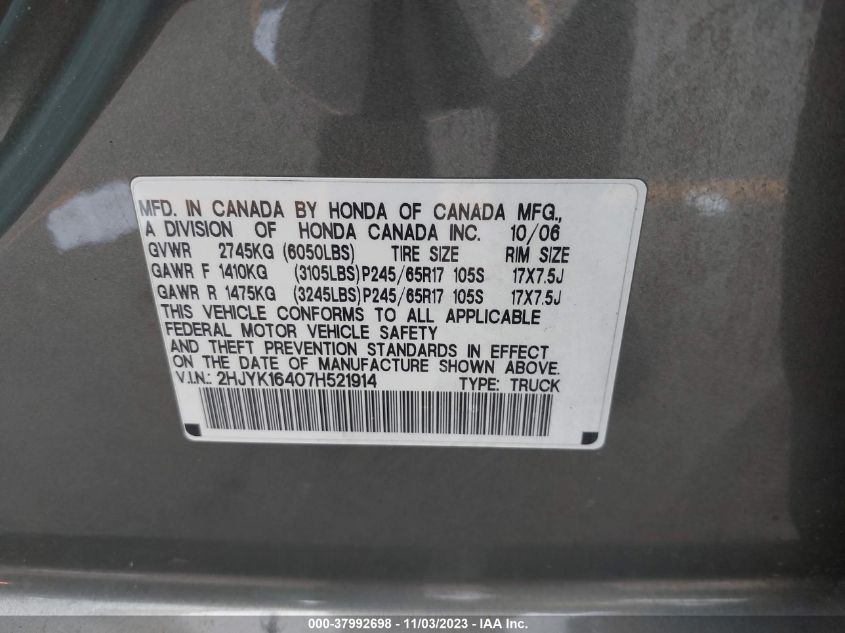 MFD. IN CANADA BY HONDA OF CANADA MFG.,
A DIVISION OF HONDA CANADA INC. 10/06
GVWR 2745KG (6050LBS) TIRE SIZE RIM SIZE
GAWR F 1410KG (3105LBS) P245/65R17 105S 17X7.5J
GAWR R 1475KG (3245LBS) P245/65R17 105S 17X7.5J
THIS VEHICLE CONFORMS TO ALL APPLICABLE
FEDERAL MOTOR VEHICLE SAFETY
AND THEFT PREVENTION STANDARDS IN EFFECT
ON THE DATE OF MANUFACTURE SHOWN ABOVE.
V.I.N.: 2HJYK16407H521914 TYPE: TRUCK
000-37992698 - 11/03/2023 - IAA Inc.